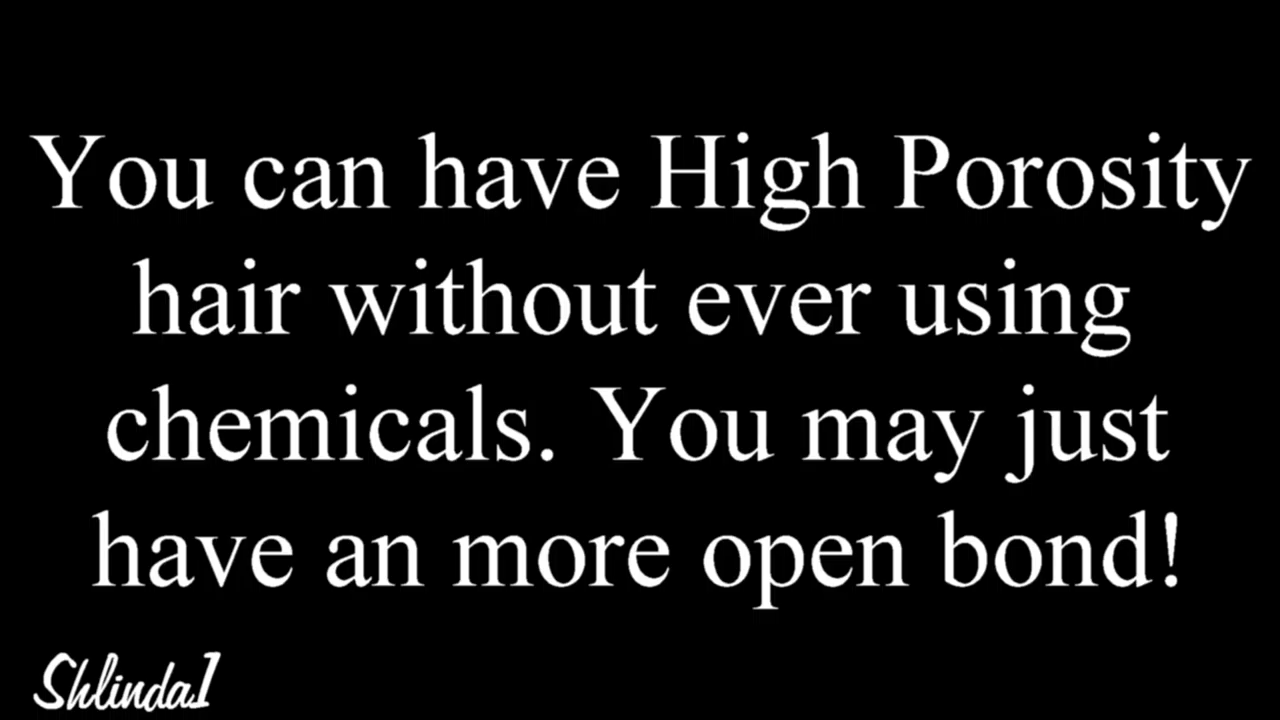 You can have High Porosity
hair without ever using
chemicals. You may just
have an more open bond!
Shlinda1